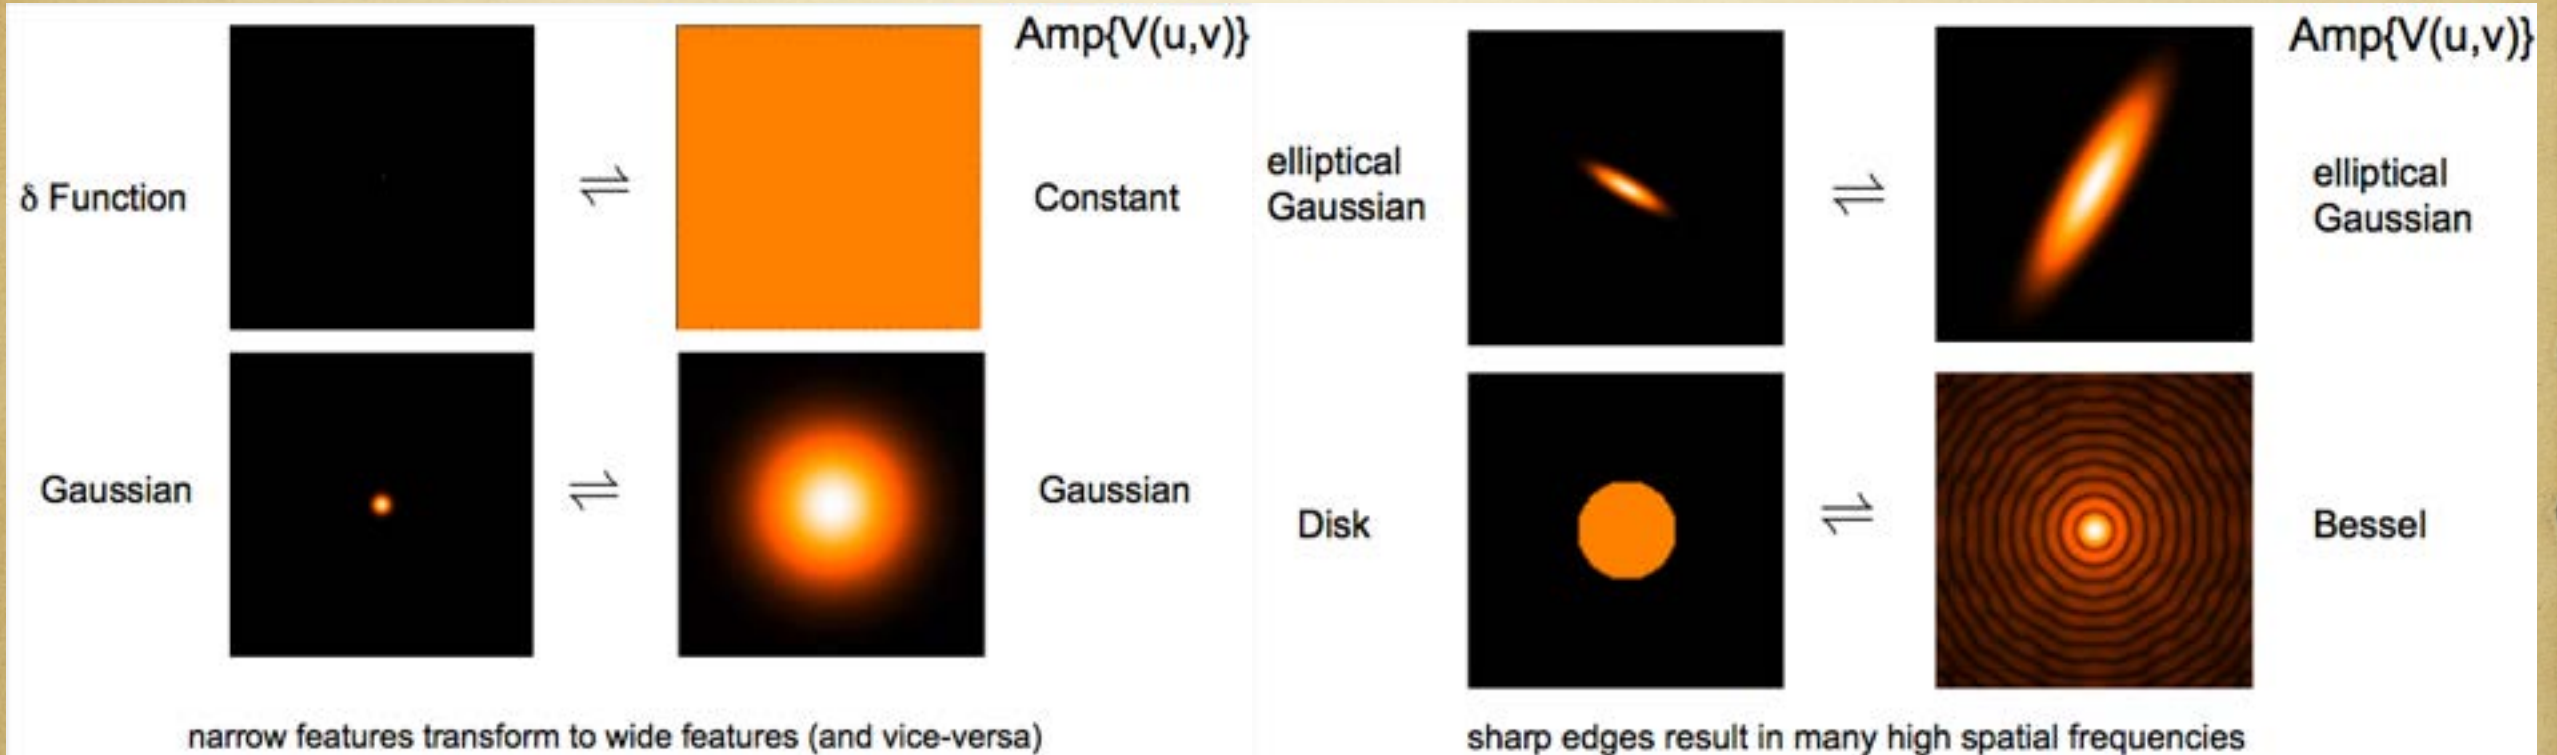 Amp{V(u,v)}
δ Function
Constant
Gaussian
Gaussian
narrow features transform to wide features (and vice-versa)
Amp{V(u,v)}
elliptical
Gaussian
elliptical
Gaussian
Disk
Bessel
sharp edges result in many high spatial frequencies